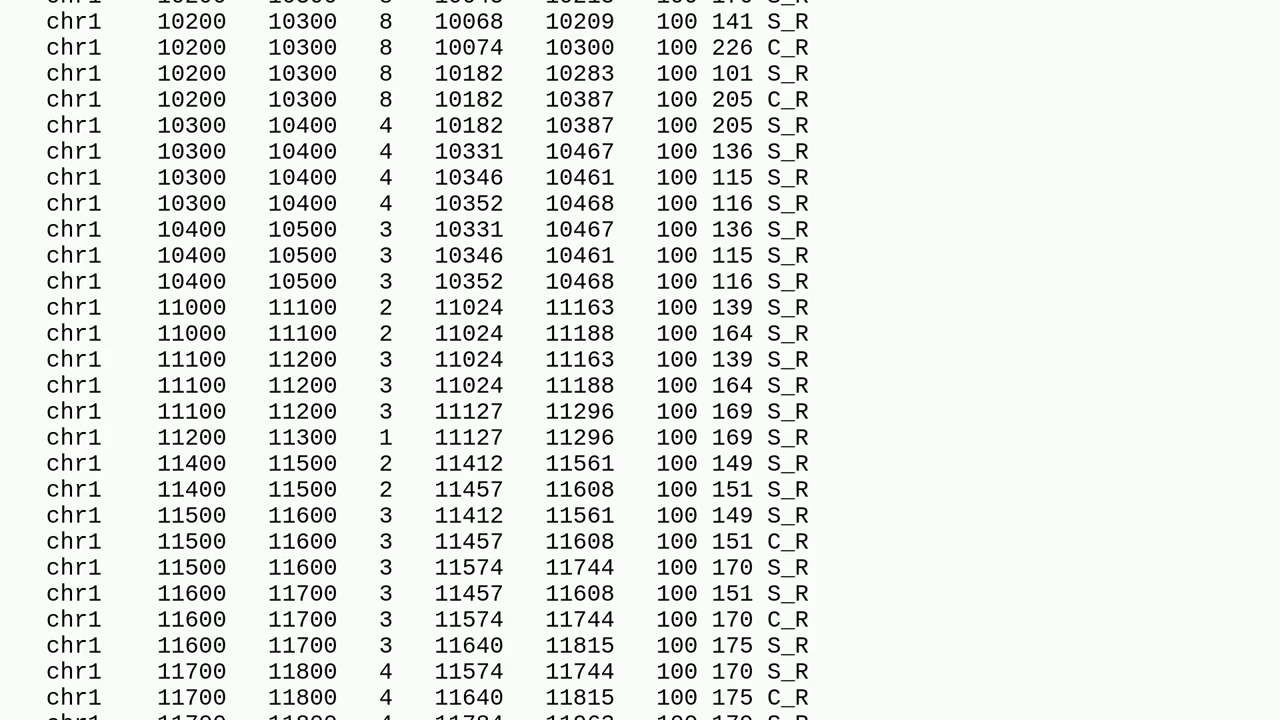 chr1 10200 10300 8 10068 10209 100 141 S_R
chr1 10200 10300 8 10074 10300 100 226 C_R
chr1 10200 10300 8 10182 10283 100 101 S_R
chr1 10200 10300 8 10182 10387 100 205 C_R
chr1 10300 10400 4 10182 10387 100 205 S_R
chr1 10300 10400 4 10331 10467 100 136 S_R
chr1 10300 10400 4 10346 10461 100 115 S_R
chr1 10300 10400 4 10352 10468 100 116 S_R
chr1 10400 10500 3 10331 10467 100 136 S_R
chr1 10400 10500 3 10346 10461 100 115 S_R
chr1 10400 10500 3 10352 10468 100 116 S_R
chr1 11000 11100 2 11024 11163 100 139 S_R
chr1 11000 11100 2 11024 11188 100 164 S_R
chr1 11100 11200 3 11024 11163 100 139 S_R
chr1 11100 11200 3 11024 11188 100 164 S_R
chr1 11100 11200 3 11127 11296 100 169 S_R
chr1 11200 11300 1 11127 11296 100 169 S_R
chr1 11400 11500 2 11412 11561 100 149 S_R
chr1 11400 11500 2 11457 11608 100 151 S_R
chr1 11500 11600 3 11412 11561 100 149 S_R
chr1 11500 11600 3 11457 11608 100 151 C_R
chr1 11500 11600 3 11574 11744 100 170 S_R
chr1 11600 11700 3 11457 11608 100 151 S_R
chr1 11600 11700 3 11574 11744 100 170 C_R
chr1 11600 11700 3 11640 11815 100 175 S_R
chr1 11700 11800 4 11574 11744 100 170 S_R
chr1 11700 11800 4 11640 11815 100 175 C_R